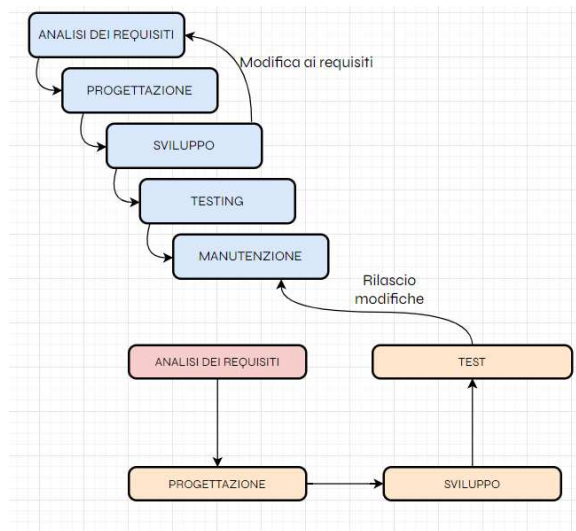 ANALISI DEI REQUISITI
Modifica ai requisiti
PROGETTAZIONE
SVILUPPO
TESTING
MANUTENZIONE
Rilascio
modifiche
ANALISI DEI REQUISITI
TEST
PROGETTAZIONE
SVILUPPO